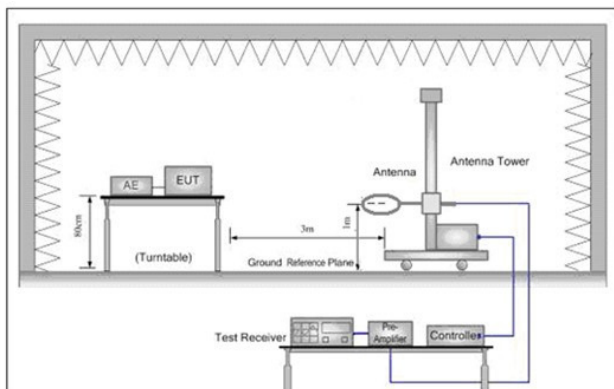 Antenna
Antenna Tower
AE
EUT
80cm
(Turntable)
3m
1m
Ground Reference Plane
Test Receiver
Pre-
Amplifier
Controller